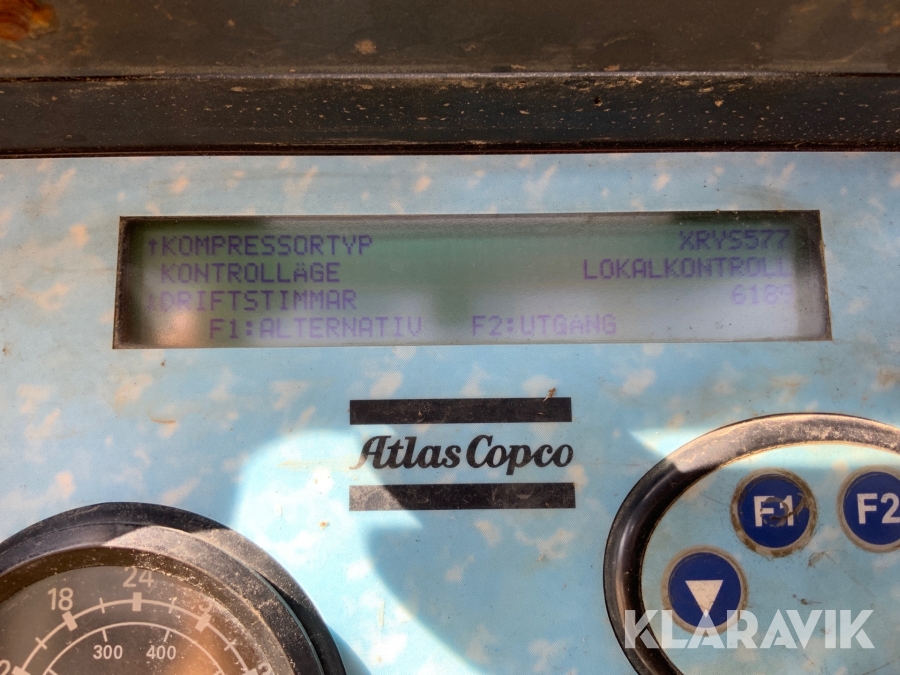 ↑KOMPRESSORTYP XRYS577
KONTROLLÄGE LOKALKONTROLL
↓DRIFTSTIMMAR 6189
F1:ALTERNATIV F2:UTGÅNG
Atlas Copco
F1 F2
18 24
300 400
KLARAVIK